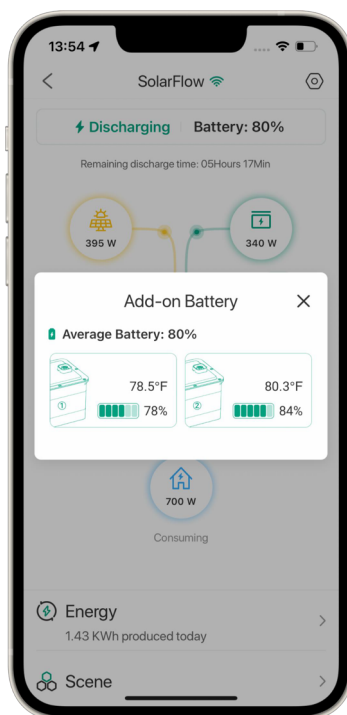 13:54
SolarFlow
Discharging Battery: 80%
Remaining discharge time: 05Hours 17Min
395 W
340 W
Add-on Battery
Average Battery: 80%
1 78.5°F
78%
2 80.3°F
84%
700 W
Consuming
Energy
1.43 KWh produced today
Scene